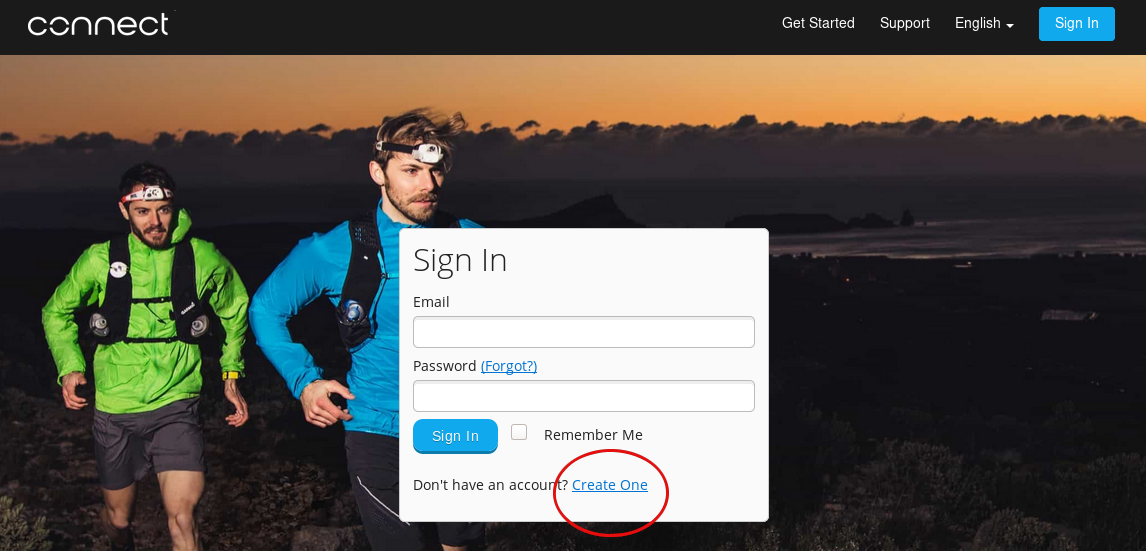 connect
Get Started Support English Sign In
Sign In
Email
Password (Forgot?)
Sign In Remember Me
Don't have an account? Create One